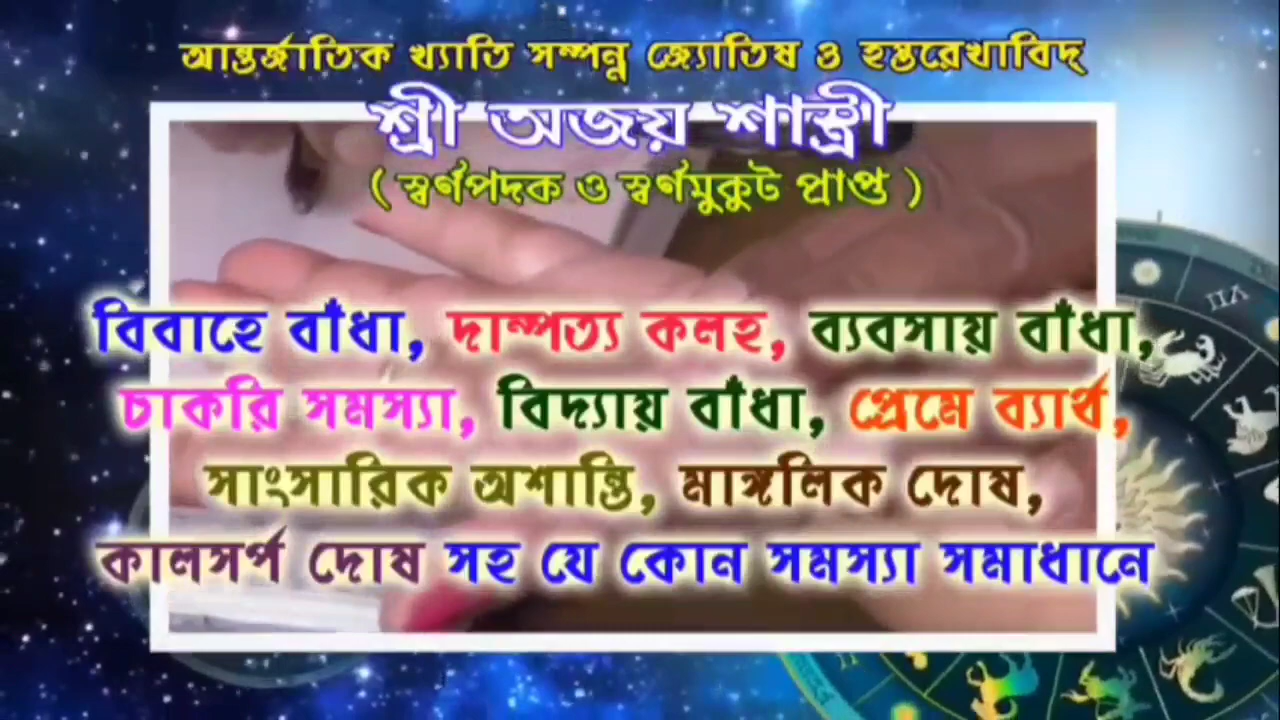 আন্তর্জাতিক খ্যাতি সম্পন্ন জ্যোতিষ ও হস্তরেখাবিদ্
শ্রী অজয় শাস্ত্রী
( স্বর্ণপদক ও স্বর্ণমুকুট প্রাপ্ত )
বিবাহে বাঁধা, দাম্পত্য কলহ, ব্যবসায় বাঁধা,
চাকরি সমস্যা, বিদ্যায় বাঁধা, প্রেমে ব্যার্থ,
সাংসারিক অশান্তি, মাঙ্গলিক দোষ,
কালসর্প দোষ সহ যে কোন সমস্যা সমাধানে